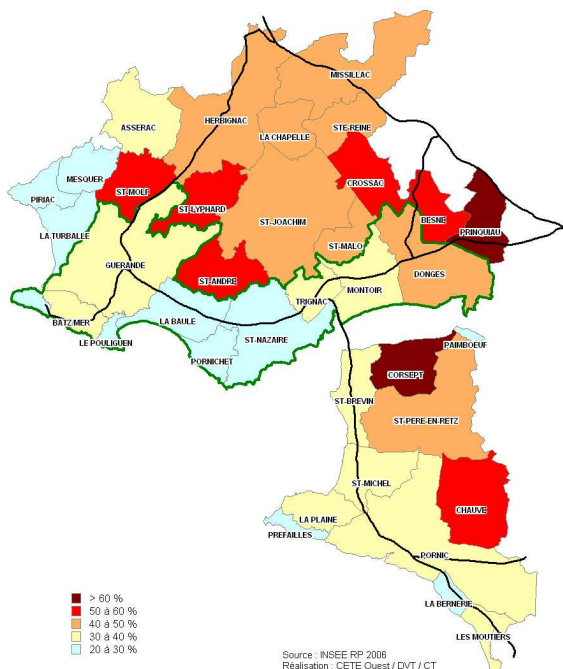 MISSILLAC
ASSERAC
HERBIGNAC
LA CHAPELLE
STE-REINE
MESQUER
PIRIAC
ST-MOLF
ST-LYPHARD
CROSSAC
BESNE
PRINQUIAU
LA TURBALLE
ST-JOACHIM
ST-MALO
GUERANDE
ST-ANDRE
DONGES
TRIGNAC
MONTOIR
BATZ/MER
LA BAULE
LE POULIGUEN
ST-NAZAIRE
PORNICHET
PAIMBOEUF
CORSEPT
ST-BREVIN
ST-PERE-EN-RETZ
ST-MICHEL
CHAUVE
LA PLAINE
PREFAILLES
PORNIC
LA BERNERIE
LES MOUTIERS
> 60 %
50 à 60 %
40 à 50 %
30 à 40 %
20 à 30 %
Source : INSEE RP 2006
Réalisation : CETE Ouest / DVT / CT